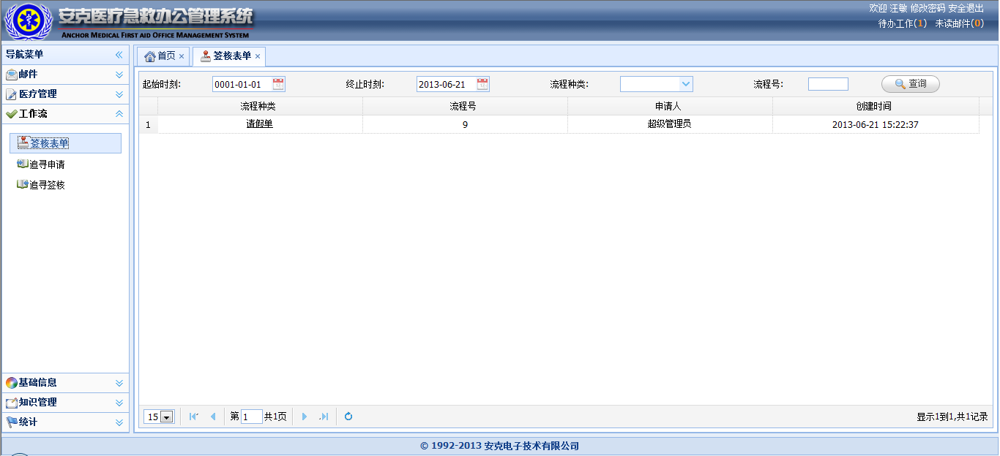 安克医疗急救办公管理系统
ANCHOR MEDICAL FIRST AID OFFICE MANAGEMENT SYSTEM
欢迎 汪敏 修改密码 安全退出
待办工作(1) 未读邮件(0)
导航菜单
邮件
医疗管理
工作流
签核表单
追寻申请
追寻签核
基础信息
知识管理
统计
首页 × 签核表单 ×
起始时刻: 0001-01-01 终止时刻: 2013-06-21 流程种类: 流程号: 查询
流程种类 流程号 申请人 创建时间
1 请假单 9 超级管理员 2013-06-21 15:22:37
15 第 1 共1页 显示1到1,共1记录
© 1992-2013 安克电子技术有限公司